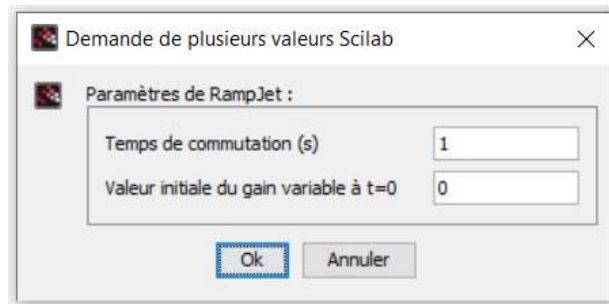 Demande de plusieurs valeurs Scilab
Paramètres de RampJet :
Temps de commutation (s) 1
Valeur initiale du gain variable à t=0 0
Ok Annuler